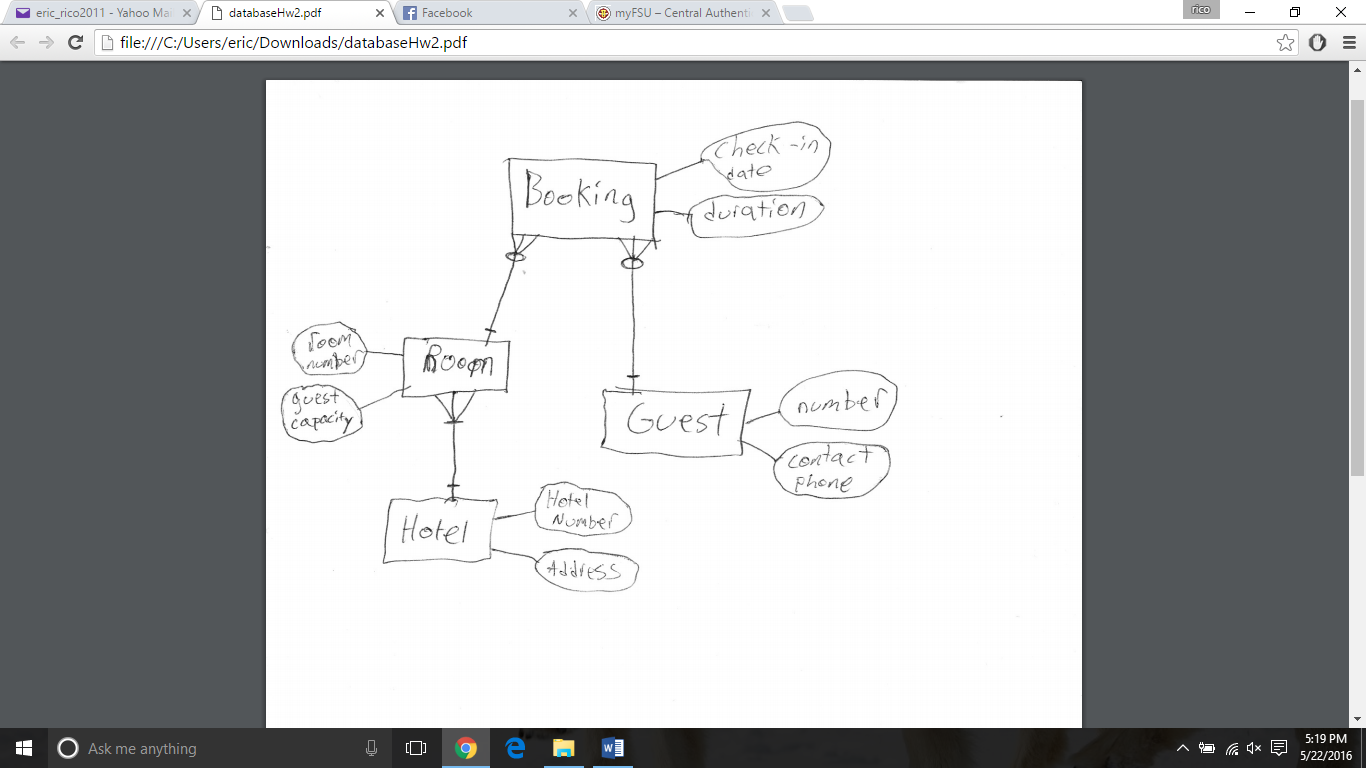 eric_rico2011 - Yahoo Mai
databaseHw2.pdf
Facebook
myFSU – Central Authenti
rico
file:///C:/Users/eric/Downloads/databaseHw2.pdf
Check-in
date
Booking
duration
room
number
Room
guest
capacity
Guest
number
contact
phone
Hotel
Hotel
Number
Address
Ask me anything
5:19 PM
5/22/2016